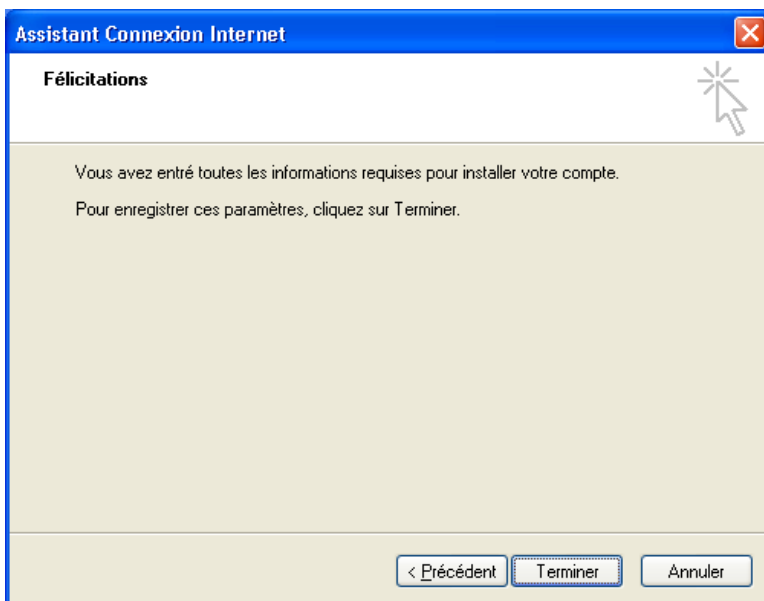 Assistant Connexion Internet
Félicitations
Vous avez entré toutes les informations requises pour installer votre compte.
Pour enregistrer ces paramètres, cliquez sur Terminer.
< Précédent
Terminer
Annuler